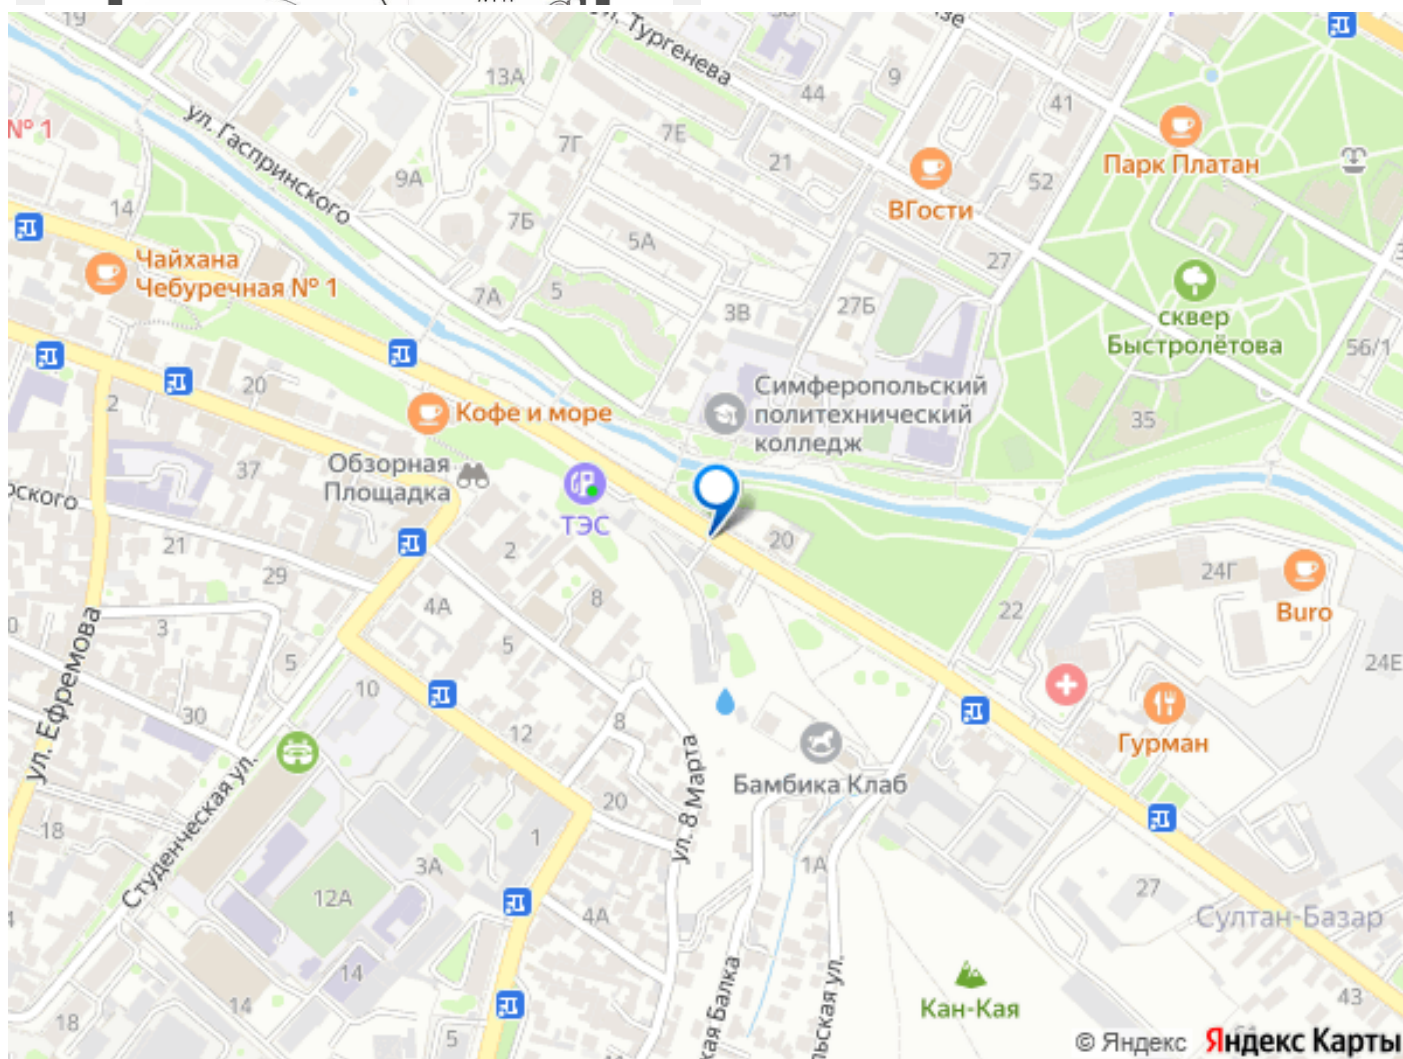 19
ул. Тургенева
13А
44
9
41
№ 1
ул. Гаспринского
7Г
7Е
21
52
Парк Платан
9А
ВГости
14
7Б
5А
27
Чайхана
Чебуречная № 1
7А
5
3В
27Б
сквер
Быстролётова
56/1
20
2
Кофе и море
Симферопольский
политехнический
колледж
35
37
Обзорная
Площадка
ТЭС
21
29
2
20
24Г
8
4А
22
Buro
3
5
5
24Е
ул. Ефремова
10
30
8
12
Гурман
Студенческая ул.
ул. 8 Марта
Бамбика Клаб
20
18
1
3А
1А
12А
27
4А
Султан-Базар
14
14
Кан-Кая
43
18
5
© Яндекс Яндекс Карты